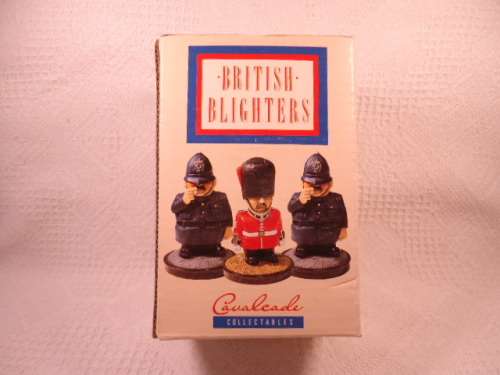 ·BRITISH·
BLIGHTERS
Cavalcade
COLLECTABLES